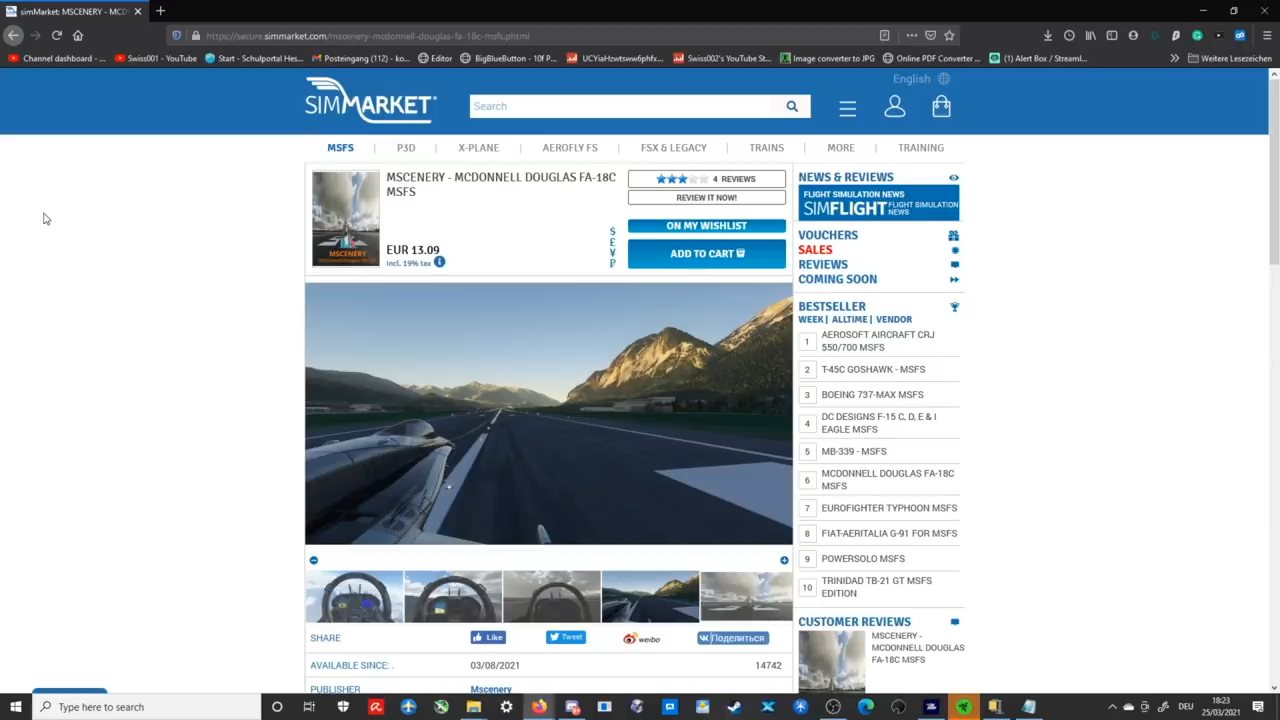 simMarket: MSCENERY - MCD
https://secure.simmarket.com/mscenery-mcdonnell-douglas-fa-18c-msfs.phtml
Channel dashboard - ...
Swiss001 - YouTube
Start - Schulportal Hes...
Posteingang (112) - ko...
Editor
BigBlueButton - 10f P...
UCYiaHzwtsww6phfx...
Swiss002's YouTube St...
Image converter to JPG
Online PDF Converter ...
(1) Alert Box / Streaml...
Weitere Lesezeichen
English
SIMMARKET
Search
MSFS | P3D | X-PLANE | AEROFLY FS | FSX & LEGACY | TRAINS | MORE | TRAINING
MSCENERY - MCDONNELL DOUGLAS FA-18C
MSFS
MSCENERY
EUR 13.09
incl. 19% tax
$
£
¥
₽
4 REVIEWS
REVIEW IT NOW!
ON MY WISHLIST
ADD TO CART
NEWS & REVIEWS
FLIGHT SIMULATION NEWS
SIMFLIGHT FLIGHT SIMULATION
NEWS
VOUCHERS
SALES
REVIEWS
COMING SOON
BESTSELLER
WEEK | ALLTIME | VENDOR
1 AEROSOFT AIRCRAFT CRJ
550/700 MSFS
2 T-45C GOSHAWK - MSFS
3 BOEING 737-MAX MSFS
4 DC DESIGNS F-15 C, D, E & I
EAGLE MSFS
5 MB-339 - MSFS
6 MCDONNELL DOUGLAS FA-18C
MSFS
7 EUROFIGHTER TYPHOON MSFS
8 FIAT-AERITALIA G-91 FOR MSFS
9 POWERSOLO MSFS
10 TRINIDAD TB-21 GT MSFS
EDITION
CUSTOMER REVIEWS
MSCENERY -
MCDONNELL DOUGLAS
FA-18C MSFS
SHARE
Like
Tweet
weibo
Поделиться
AVAILABLE SINCE: .
03/08/2021
14742
PUBLISHER
Mscenery
Type here to search
DEU
18:23
25/03/2021